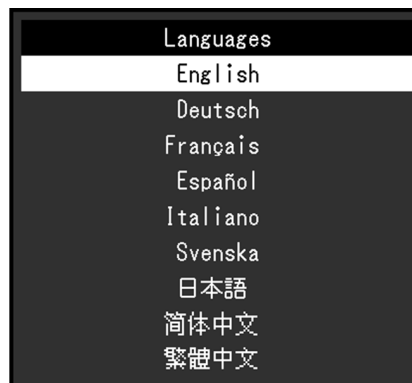 Languages
English
Deutsch
Français
Español
Italiano
Svenska
日本語
简体中文
繁體中文